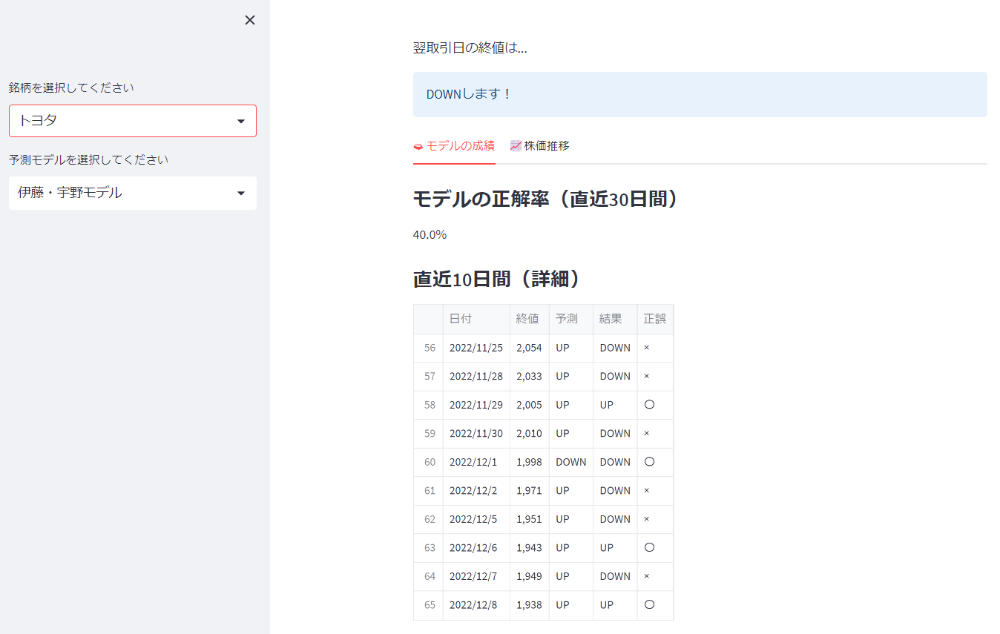 銘柄を選択してください
トヨタ
予測モデルを選択してください
伊藤・宇野モデル
翌取引日の終値は...
DOWNします！
モデルの成績 株価推移
モデルの正解率（直近30日間）
40.0%
直近10日間（詳細）
日付 終値 予測 結果 正誤
56 2022/11/25 2,054 UP DOWN ×
57 2022/11/28 2,033 UP DOWN ×
58 2022/11/29 2,005 UP UP 〇
59 2022/11/30 2,010 UP DOWN ×
60 2022/12/1 1,998 DOWN DOWN 〇
61 2022/12/2 1,971 UP DOWN ×
62 2022/12/5 1,951 UP DOWN ×
63 2022/12/6 1,943 UP UP 〇
64 2022/12/7 1,949 UP DOWN ×
65 2022/12/8 1,938 UP UP 〇